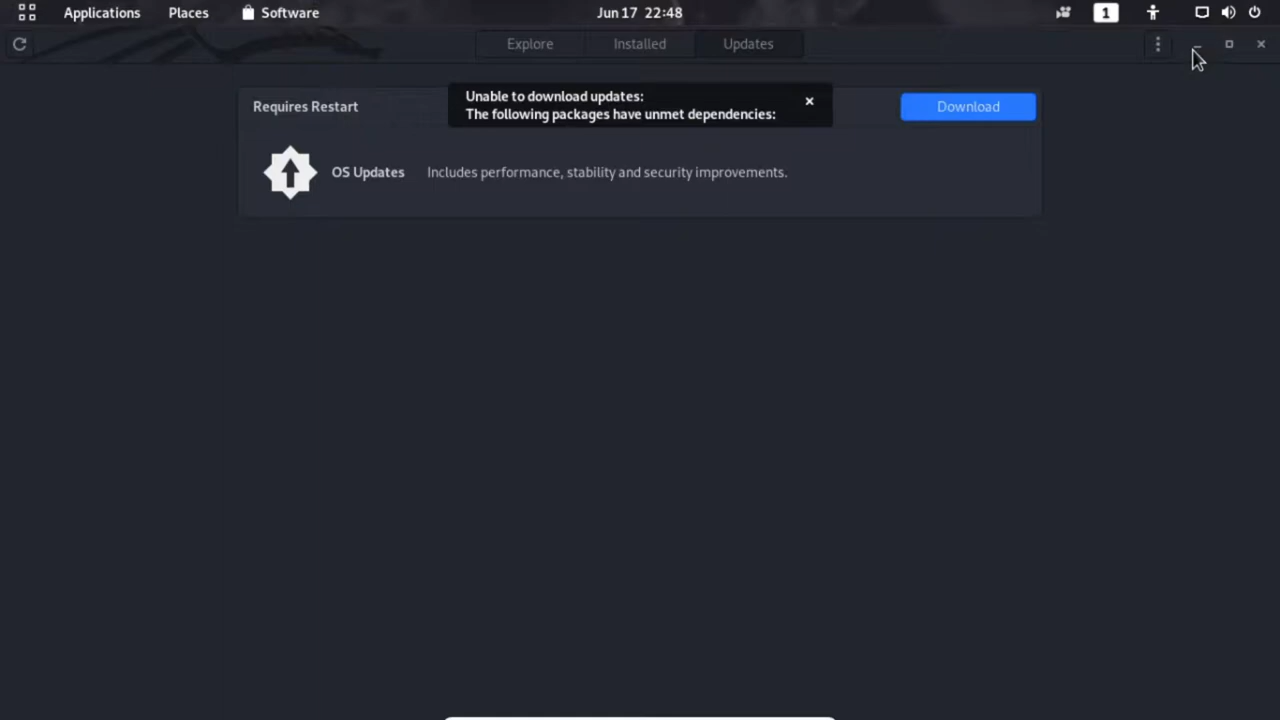 Applications Places Software Jun 17 22:48 1
Explore Installed Updates
Requires Restart
Unable to download updates:
The following packages have unmet dependencies:
Download
OS Updates Includes performance, stability and security improvements.